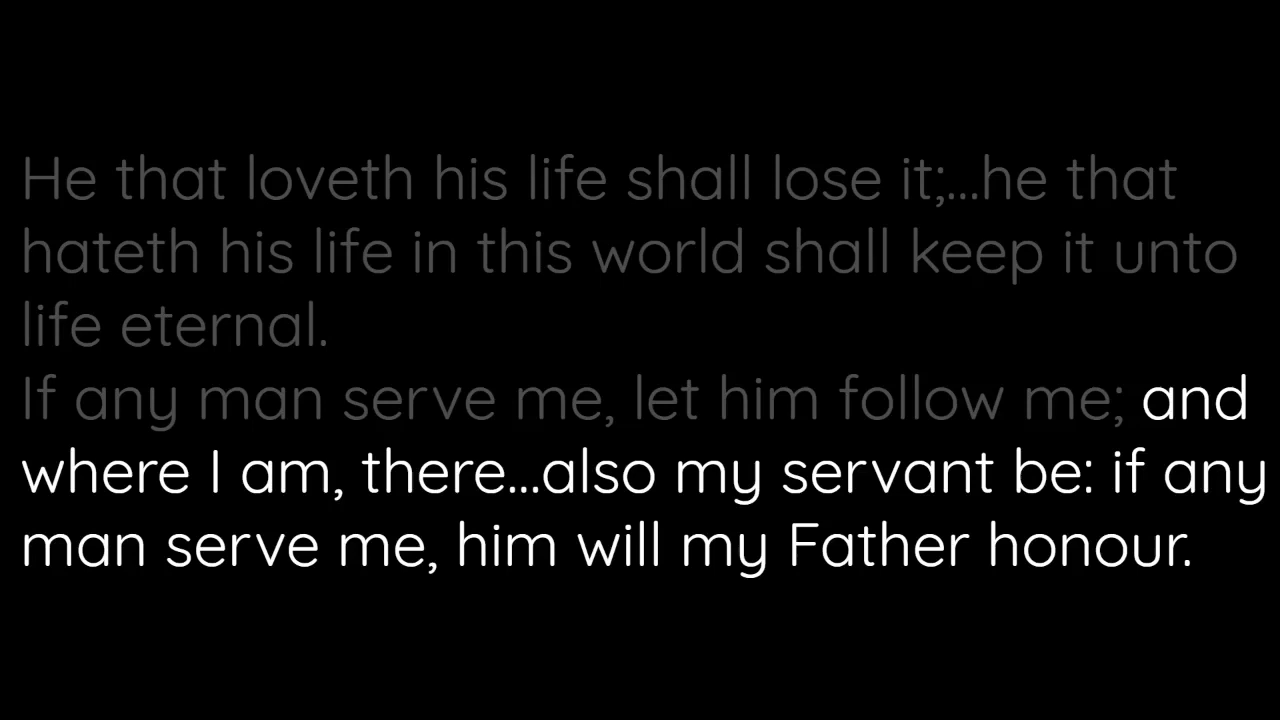 He that loveth his life shall lose it;...he that
hateth his life in this world shall keep it unto
life eternal.
If any man serve me, let him follow me; and
where I am, there...also my servant be: if any
man serve me, him will my Father honour.